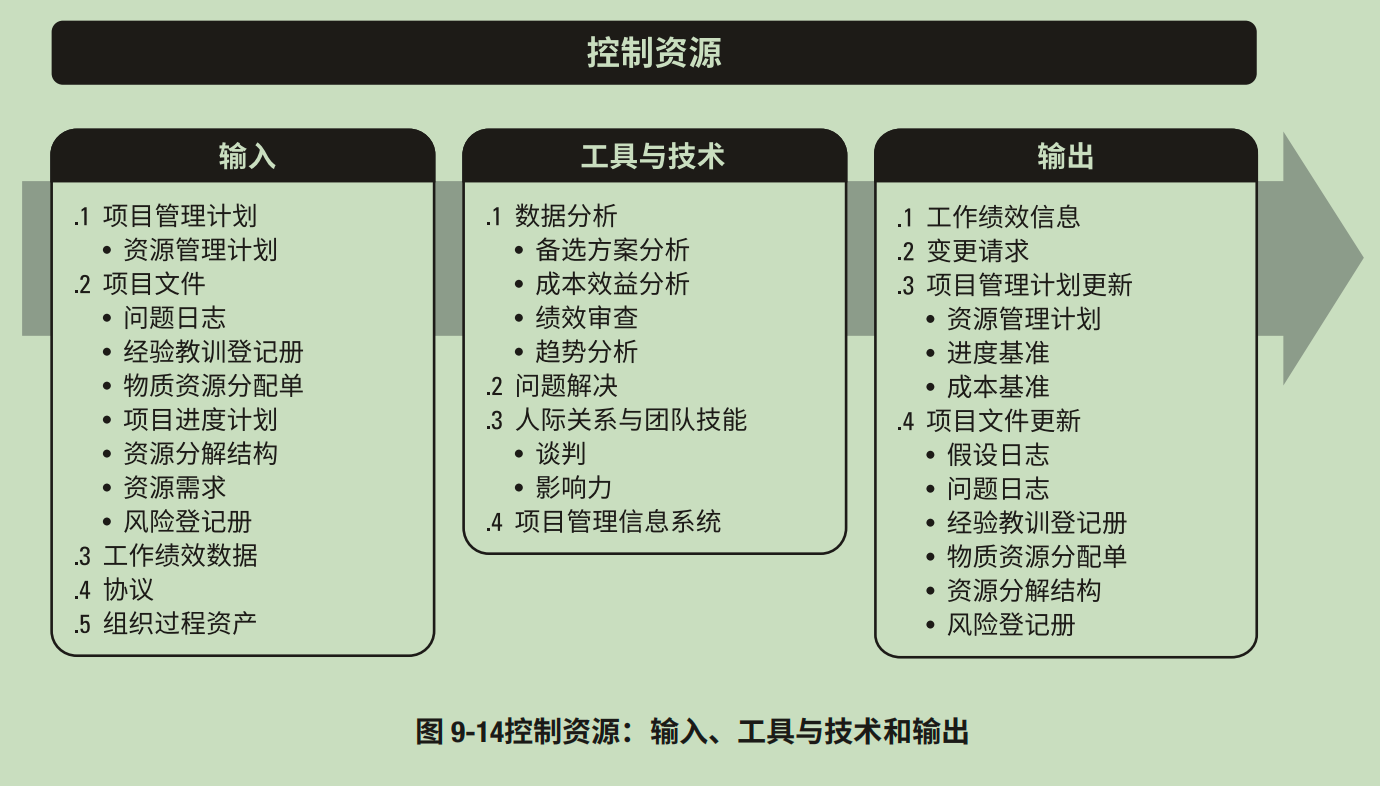 控制资源
输入
.1 项目管理计划
• 资源管理计划
.2 项目文件
• 问题日志
• 经验教训登记册
• 物质资源分配单
• 项目进度计划
• 资源分解结构
• 资源需求
• 风险登记册
.3 工作绩效数据
.4 协议
.5 组织过程资产
工具与技术
.1 数据分析
• 备选方案分析
• 成本效益分析
• 绩效审查
• 趋势分析
.2 问题解决
.3 人际关系与团队技能
• 谈判
• 影响力
.4 项目管理信息系统
输出
.1 工作绩效信息
.2 变更请求
.3 项目管理计划更新
• 资源管理计划
• 进度基准
• 成本基准
.4 项目文件更新
• 假设日志
• 问题日志
• 经验教训登记册
• 物质资源分配单
• 资源分解结构
• 风险登记册
图 9-14控制资源：输入、工具与技术和输出